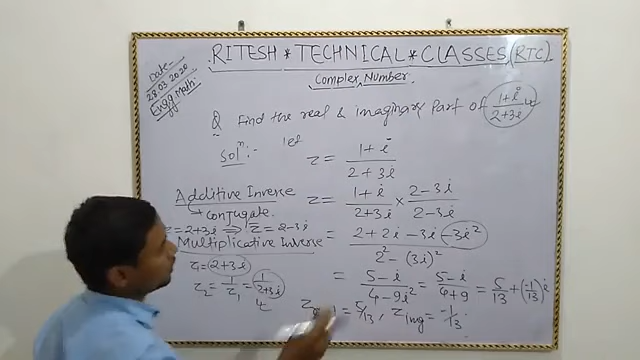 RITESH * TECHNICAL * CLASSES (RTC)
Date-
28.03.2020
Engg Math.
Complex Number
Q Find the real & imaginary Part of (1+i)/(2+3i)
Solⁿ:- let z = (1+i)/(2+3i)
Additive Inverse
z = (1+i)/(2+3i) × (2-3i)/(2-3i)
→ conjugate.
z=2+3i ⇒ z̄ = 2-3i
= (2+2i-3i-3i²)/(2²-(3i)²)
Multiplicative Inverse
z₁=2+3i
z₂ = 1/z₁ = 1/(2+3i)
= (5-i)/(4-9i²) = (5-i)/(4+9) = 5/13 + (-1/13)i
= 5/13, Zimg = -1/13.